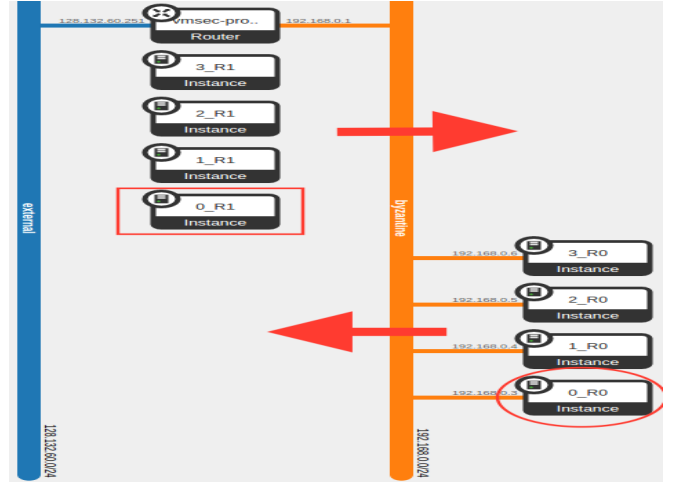 128.132.60.251
vmsec-pro..
192.168.0.1
Router
3_R1
Instance
2_R1
Instance
1_R1
Instance
0_R1
Instance
external
byzantine
192.168.0.6
3_R0
Instance
192.168.0.5
2_R0
Instance
192.168.0.4
1_R0
Instance
192.168.0.3
0_R0
Instance
128.132.60.0/24
192.168.0.0/24